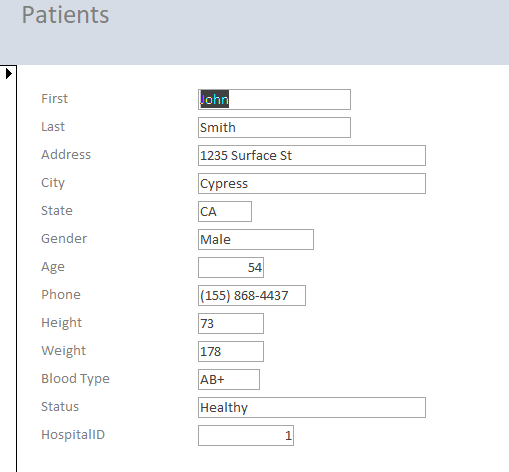 Patients
First John
Last Smith
Address 1235 Surface St
City Cypress
State CA
Gender Male
Age 54
Phone (155) 868-4437
Height 73
Weight 178
Blood Type AB+
Status Healthy
HospitalID 1